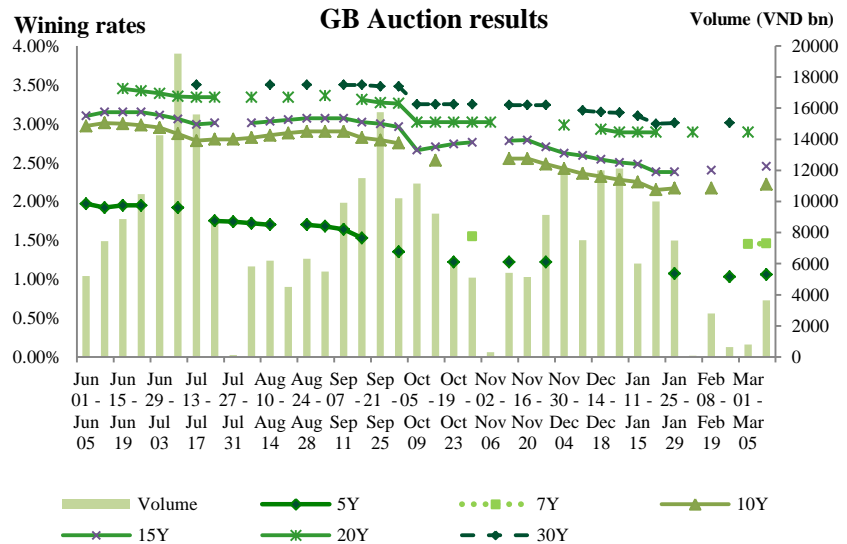 Wining rates
GB Auction results
Volume (VND bn)
4.00%
3.50%
3.00%
2.50%
2.00%
1.50%
1.00%
0.50%
0.00%
20000
18000
16000
14000
12000
10000
8000
6000
4000
2000
0
Jun Jun Jun Jul Jul Aug Aug Sep Sep Oct Oct Nov Nov Nov Dec Jan Jan Feb Mar
01 - 15 - 29 - 13 - 27 - 10 - 24 - 07 - 21 - 05 - 19 - 02 - 16 - 30 - 14 - 11 - 25 - 08 - 01 -
Jun Jun Jul Jul Jul Aug Aug Sep Sep Oct Oct Nov Nov Dec Dec Jan Jan Feb Mar
05 19 03 17 31 14 28 11 25 09 23 06 20 04 18 15 29 19 05
Volume 5Y 7Y 10Y
15Y 20Y 30Y